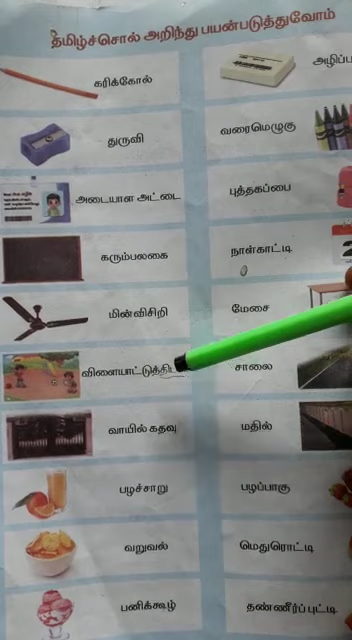 தமிழ்ச்சொல் அறிந்து பயன்படுத்துவோம்
கரிக்கோல்
துருவி
வரைமெழுகு
அடையாள அட்டை
புத்தகப்பை
கரும்பலகை
நாள்காட்டி
மின்விசிறி
மேசை
சாலை
வாயில் கதவு
மதில்
பழச்சாறு
பழப்பாகு
வறுவல்
மெதுரொட்டி
பனிக்கூழ்
தண்ணீர்ப் புட்டி